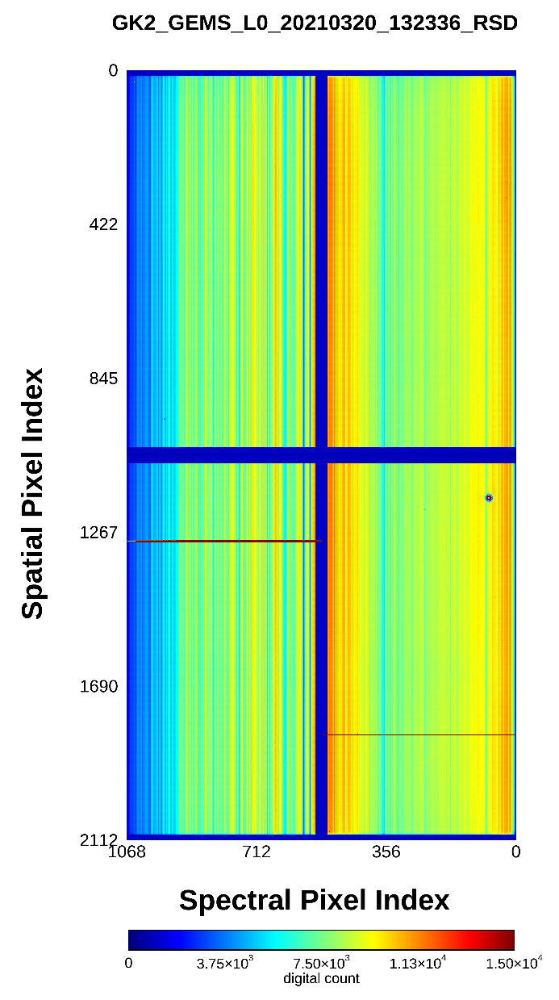 GK2_GEMS_L0_20210320_132336_RSD
0
422
845
1267
1690
2112
Spatial Pixel Index
1068 712 356 0
Spectral Pixel Index
0 3.75×10³ 7.50×10³ 1.13×10⁴ 1.50×10⁴
digital count